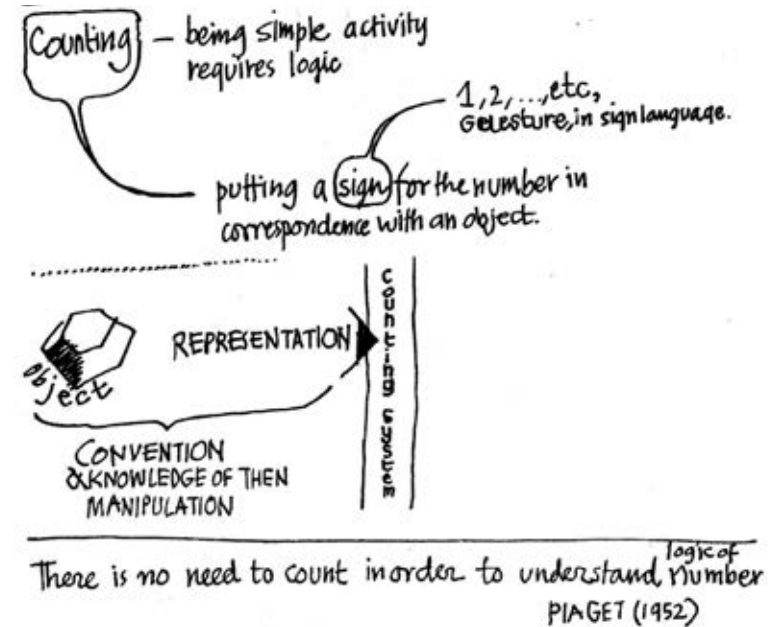 Counting – being simple activity
requires logic
1, 2, ..., etc,
Gelesture, in sign language.
putting a sign for the number in
correspondence with an object.
object
REPRESENTATION
counting system
CONVENTION
& KNOWLEDGE OF THEN
MANIPULATION
There is no need to count in order to understand logic of number
PIAGET (1952)